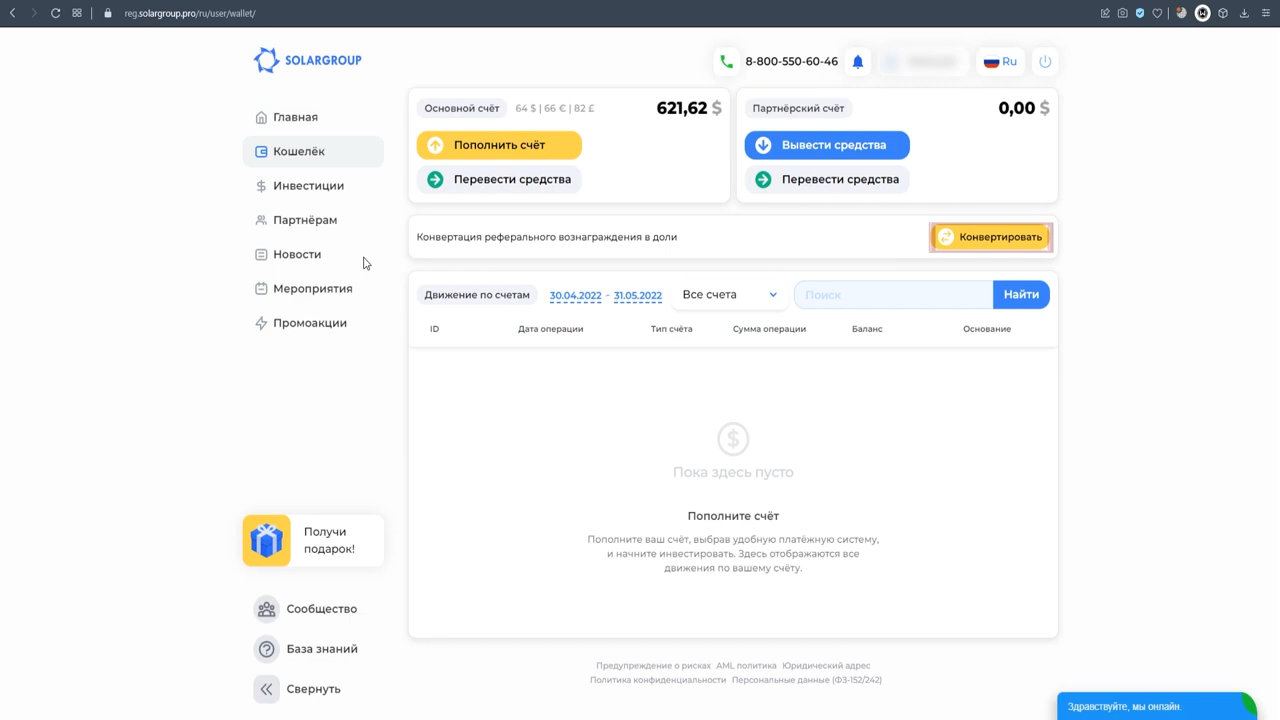 reg.solargroup.pro/ru/user/wallet/
SOLARGROUP
8-800-550-60-46
Ru
Главная
Кошелёк
Инвестиции
Партнёрам
Новости
Мероприятия
Промоакции
Основной счёт 64 $ | 66 € | 82 £ 621,62 $
Пополнить счёт
Перевести средства
Партнёрский счёт 0,00 $
Вывести средства
Перевести средства
Конвертация реферального вознаграждения в доли
Конвертировать
Движение по счетам 30.04.2022 - 31.05.2022 Все счета Поиск Найти
ID Дата операции Тип счёта Сумма операции Баланс Основание
$
Пока здесь пусто
Пополните счёт
Пополните ваш счёт, выбрав удобную платёжную систему,
и начните инвестировать. Здесь отображаются все
движения по вашему счёту.
Получи
подарок!
Сообщество
База знаний
Свернуть
Предупреждение о рисках AML политика Юридический адрес
Политика конфиденциальности Персональные данные (ФЗ-152/242)
Здравствуйте, мы онлайн.